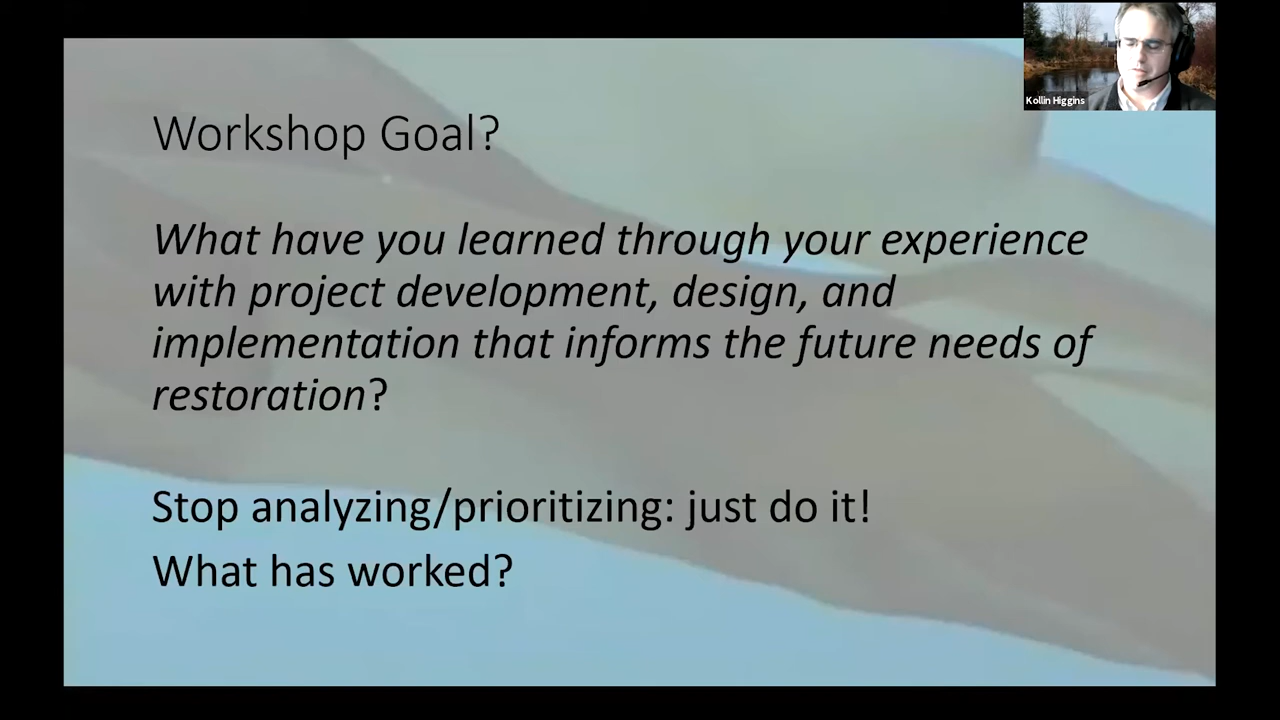 Kollin Higgins
Workshop Goal?
What have you learned through your experience
with project development, design, and
implementation that informs the future needs of
restoration?
Stop analyzing/prioritizing: just do it!
What has worked?